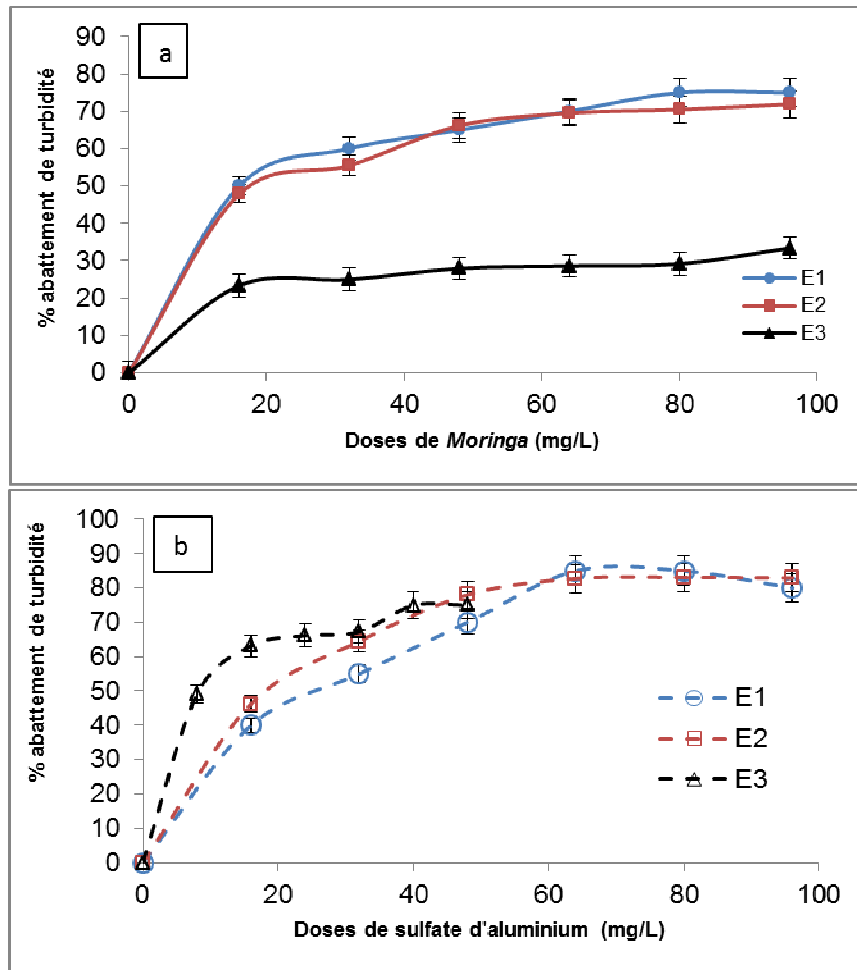 a
% abattement de turbidité
90
80
70
60
50
40
30
20
10
0
E1
E2
E3
0 20 40 60 80 100
Doses de Moringa (mg/L)
b
% abattement de turbidité
100
90
80
70
60
50
40
30
20
10
0
E1
E2
E3
0 20 40 60 80 100
Doses de sulfate d'aluminium (mg/L)